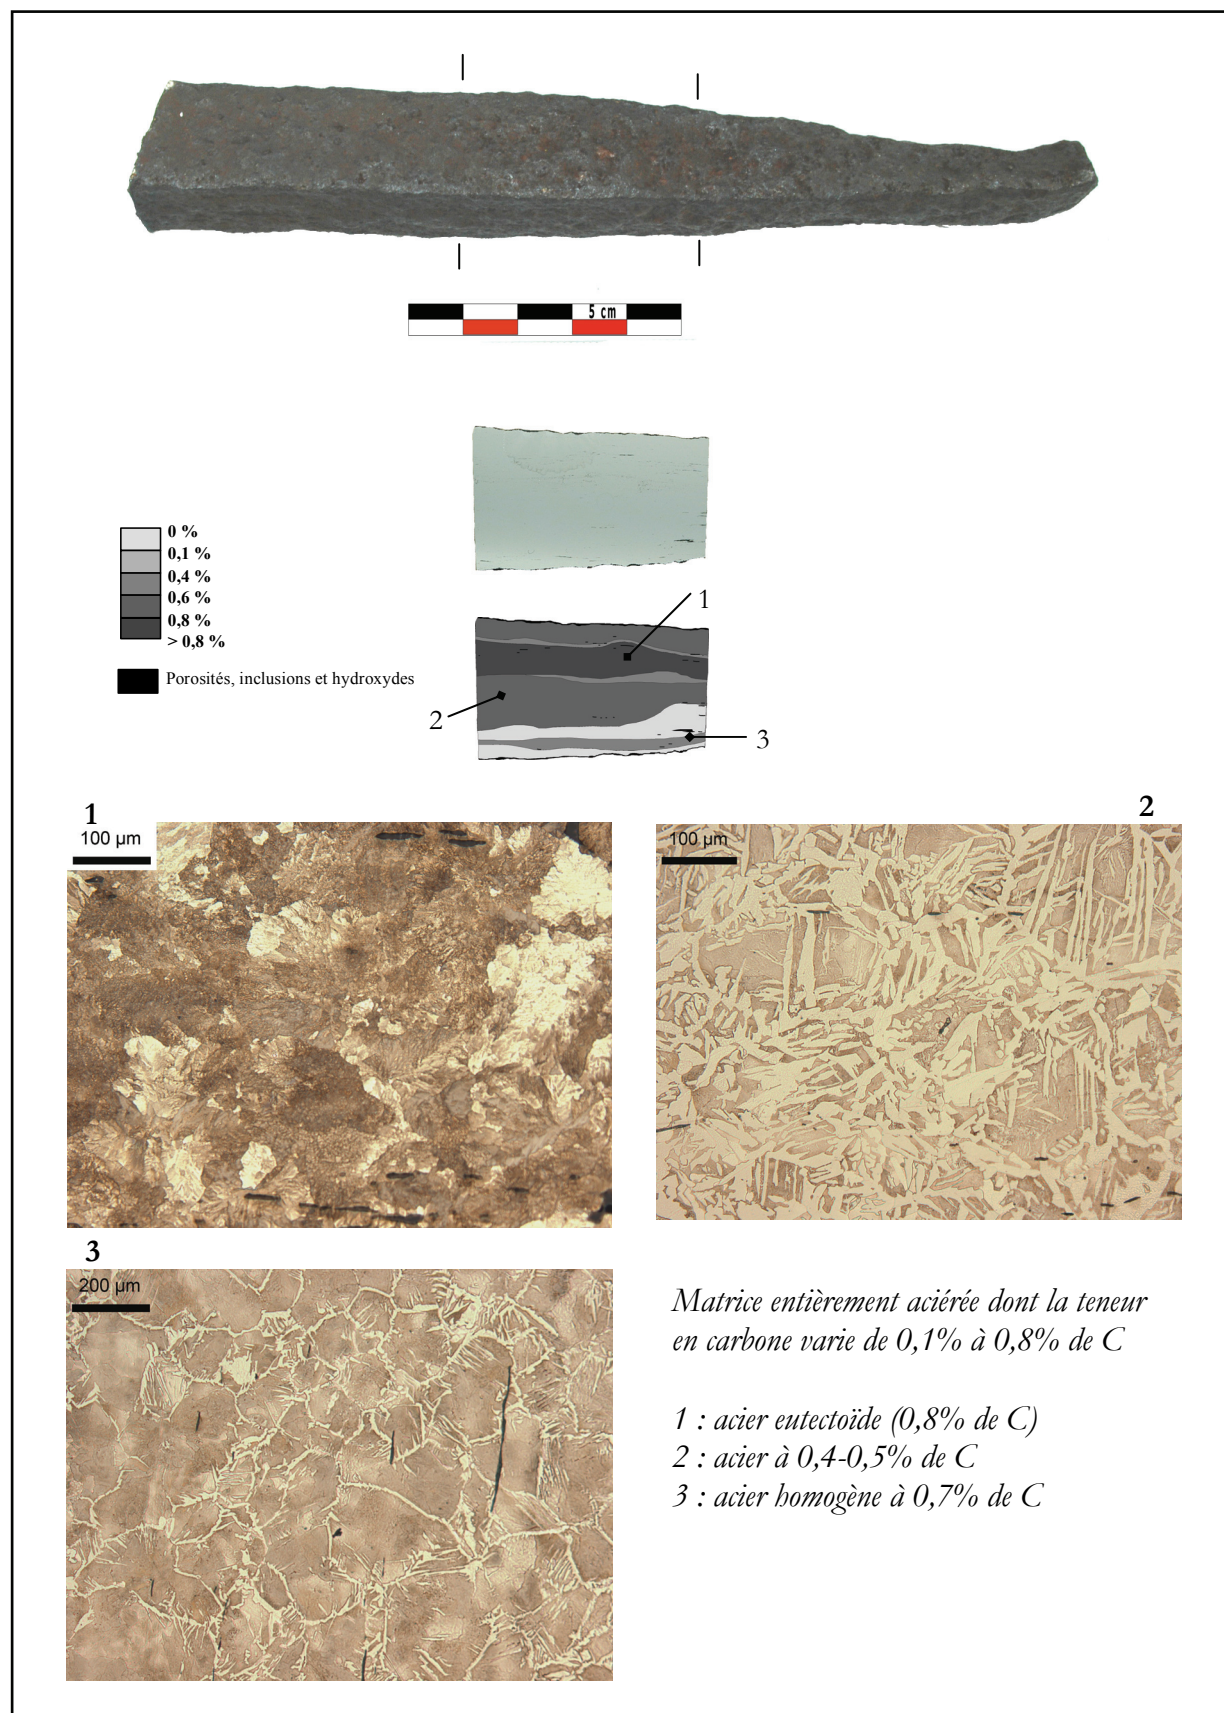 5 cm
0 %
0,1 %
0,4 %
0,6 %
0,8 %
> 0,8 %
Porosités, inclusions et hydroxydes
1
2
3
1
100 µm
2
100 µm
3
200 µm
Matrice entièrement aciérée dont la teneur
en carbone varie de 0,1% à 0,8% de C
1 : acier eutectoïde (0,8% de C)
2 : acier à 0,4-0,5% de C
3 : acier homogène à 0,7% de C